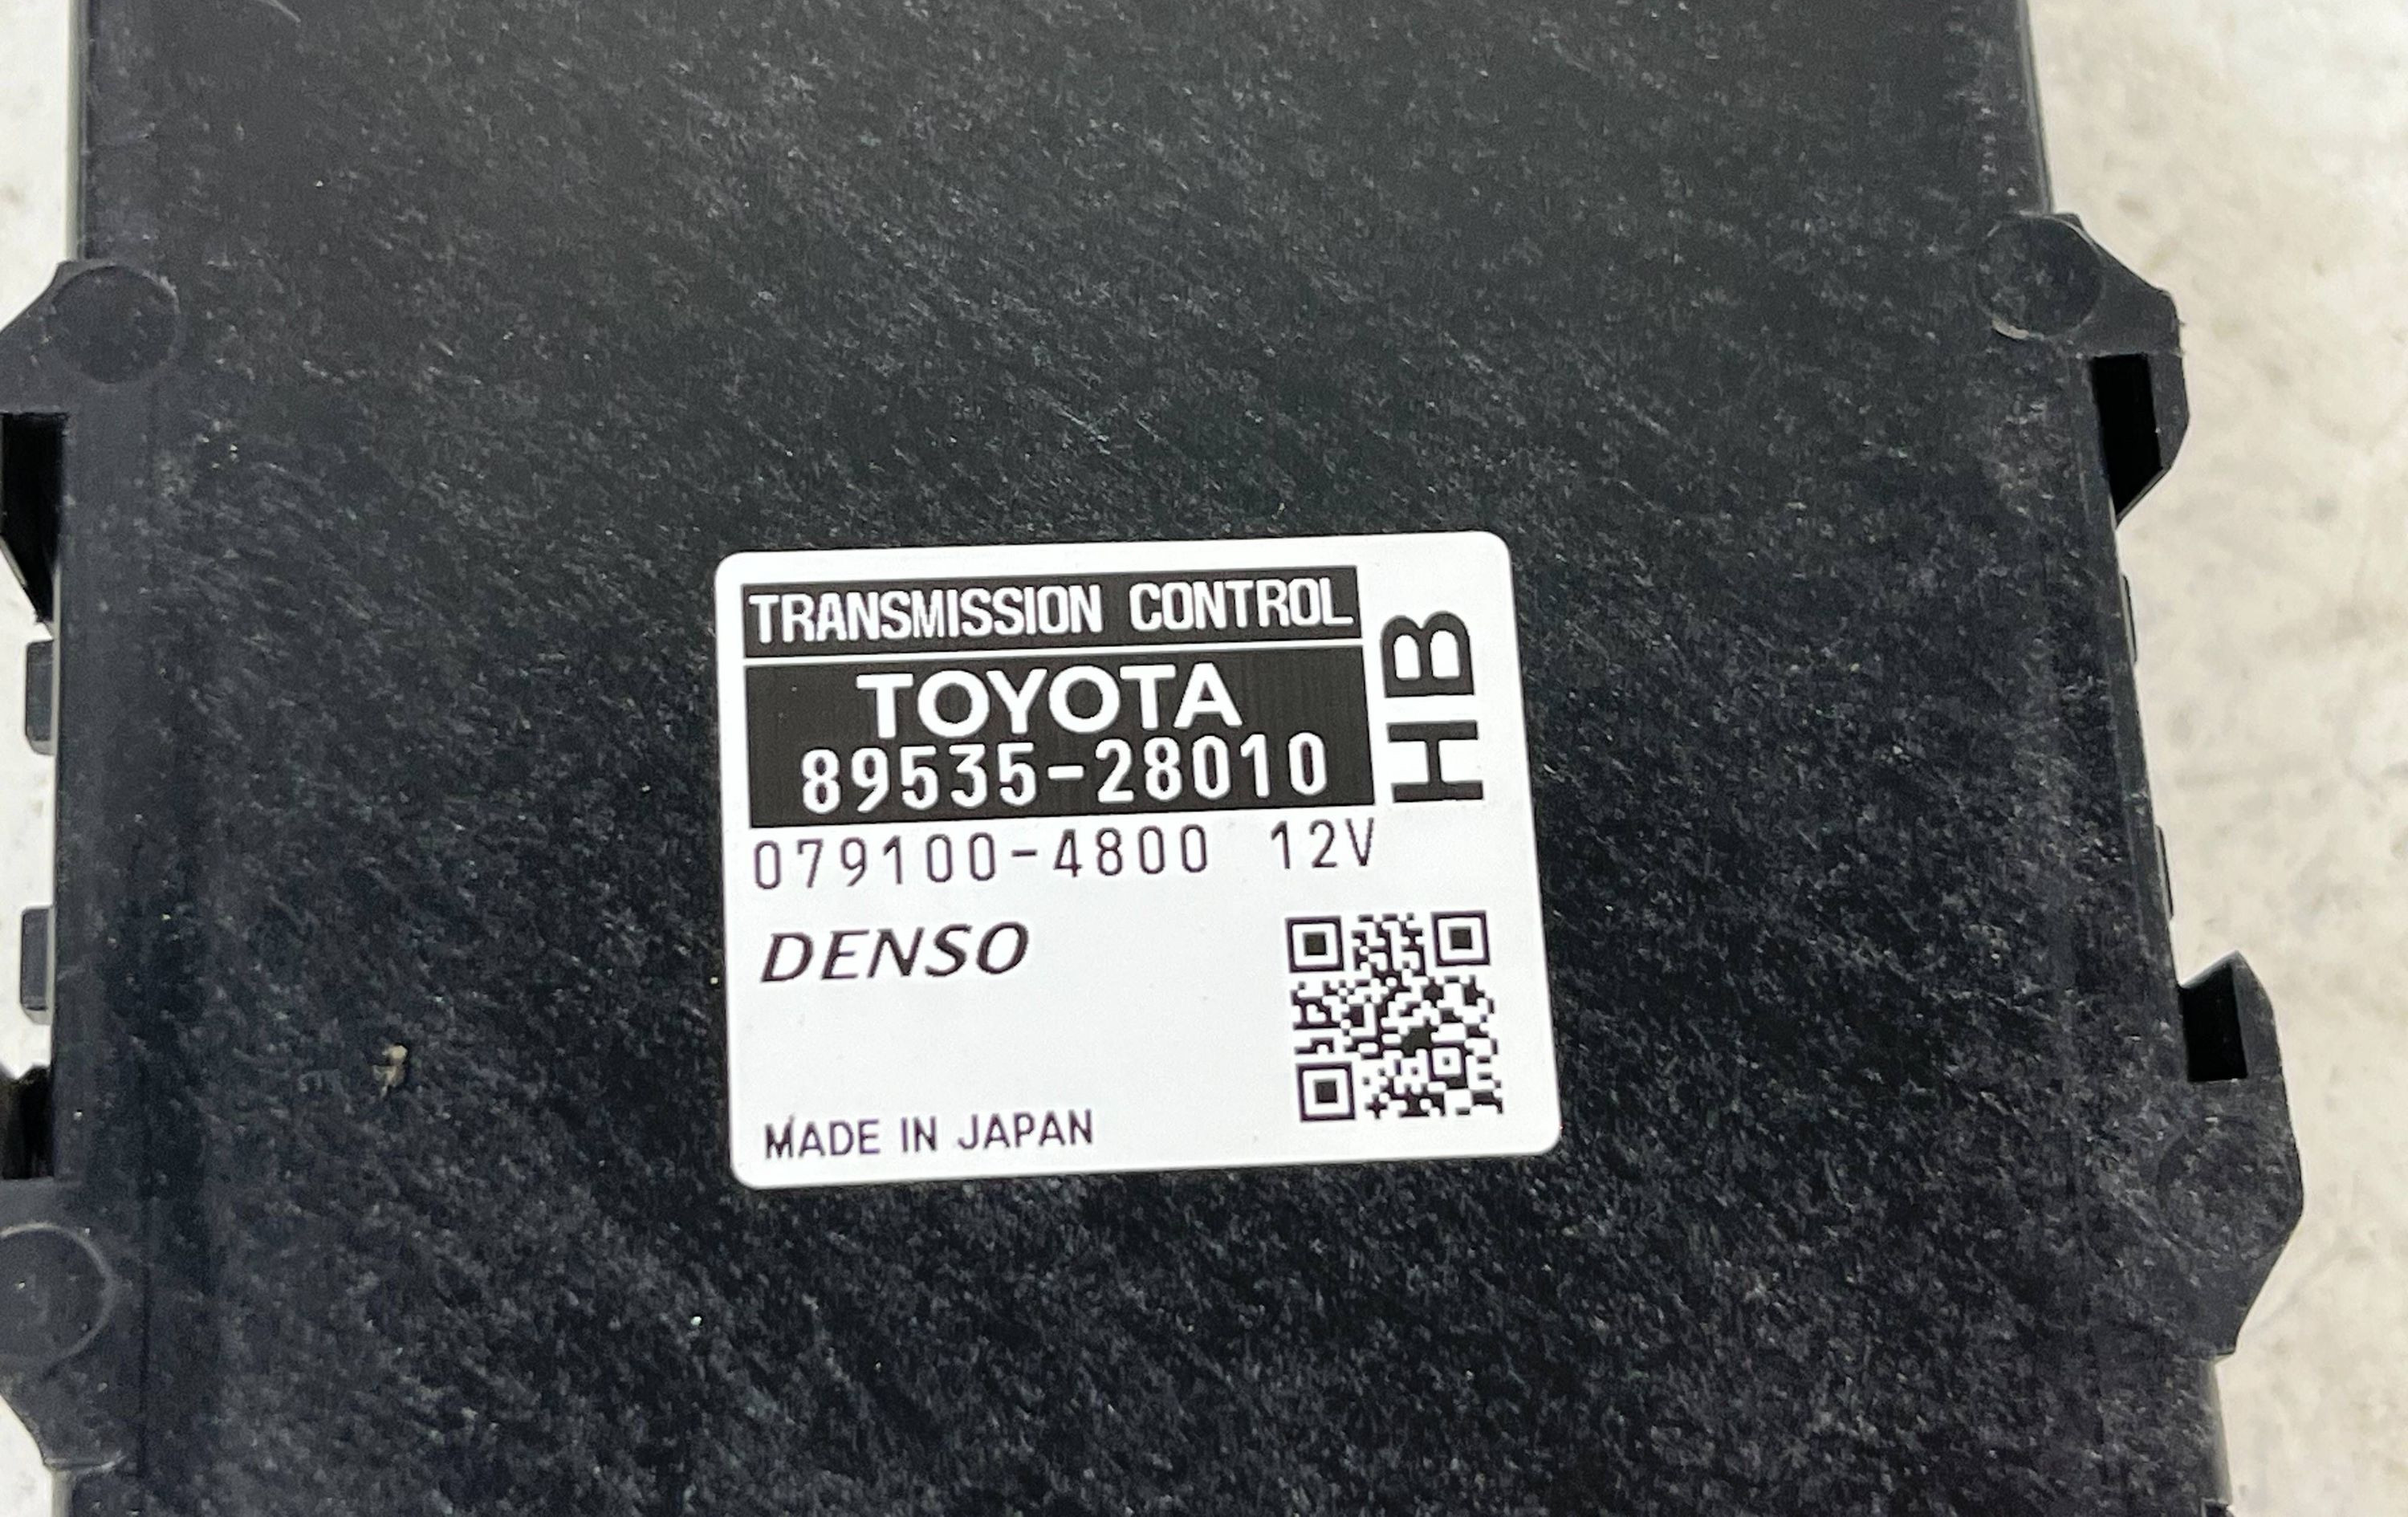 TRANSMISSION CONTROL
TOYOTA
89535-28010
HB
079100-4800 12V
DENSO
MADE IN JAPAN